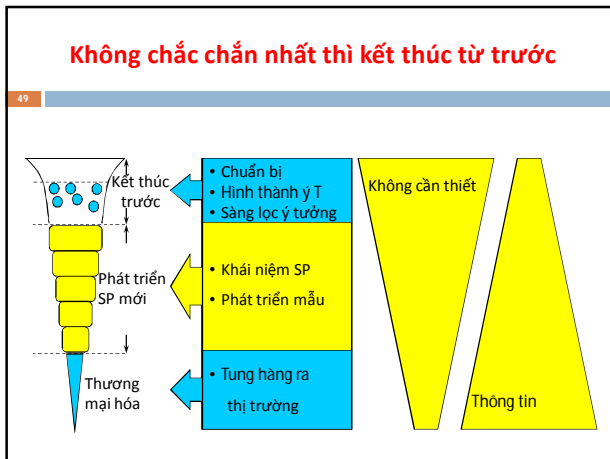 Không chắc chắn nhất thì kết thúc từ trước
49
Kết thúc
trước
Phát triển
SP mới
Thương
mại hóa
• Chuẩn bị
• Hình thành ý T
• Sàng lọc ý tưởng
• Khái niệm SP
• Phát triển mẫu
• Tung hàng ra
thị trường
Không cần thiết
Thông tin